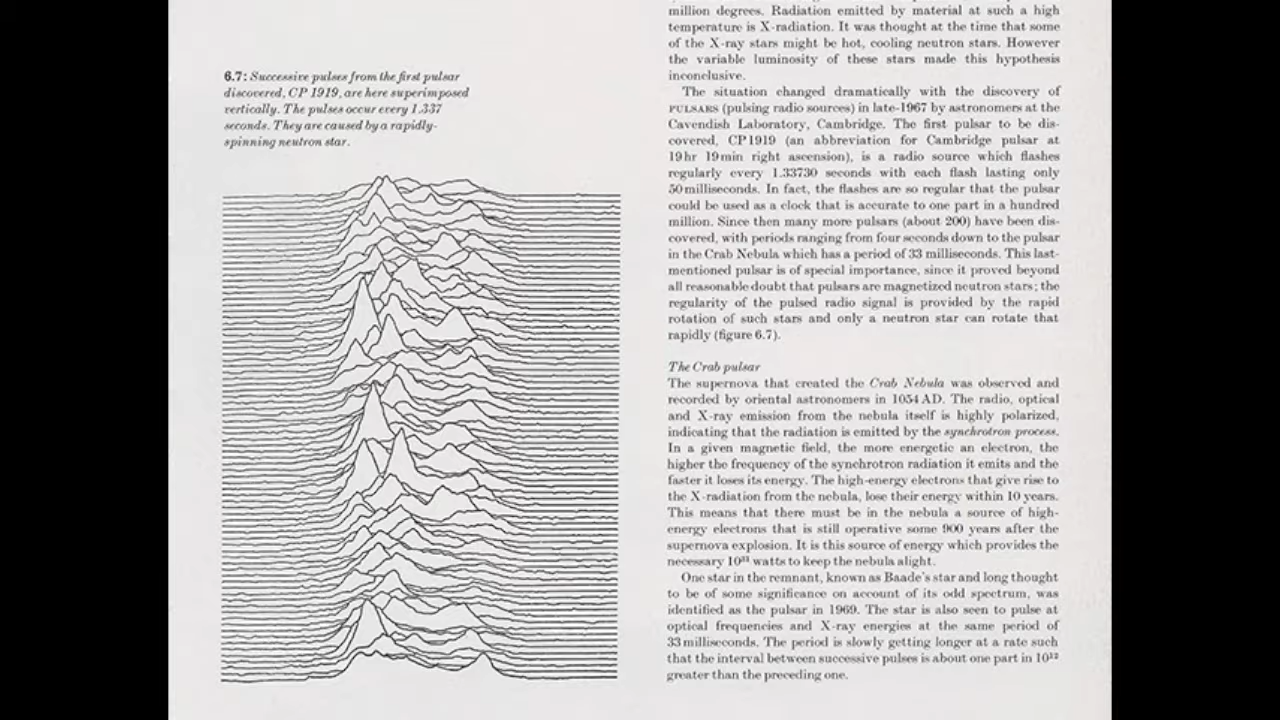 6.7: Successive pulses from the first pulsar
discovered, CP 1919, are here superimposed
vertically. The pulses occur every 1.337
seconds. They are caused by a rapidly-
spinning neutron star.
million degrees. Radiation emitted by material at such a high
temperature is X-radiation. It was thought at the time that some
of the X-ray stars might be hot, cooling neutron stars. However
the variable luminosity of these stars made this hypothesis
inconclusive.
The situation changed dramatically with the discovery of
PULSARS (pulsing radio sources) in late-1967 by astronomers at the
Cavendish Laboratory, Cambridge. The first pulsar to be dis-
covered, CP1919 (an abbreviation for Cambridge pulsar at
19hr 19min right ascension), is a radio source which flashes
regularly every 1.33730 seconds with each flash lasting only
50milliseconds. In fact, the flashes are so regular that the pulsar
could be used as a clock that is accurate to one part in a hundred
million. Since then many more pulsars (about 200) have been dis-
covered, with periods ranging from four seconds down to the pulsar
in the Crab Nebula which has a period of 33 milliseconds. This last-
mentioned pulsar is of special importance, since it proved beyond
all reasonable doubt that pulsars are magnetized neutron stars; the
regularity of the pulsed radio signal is provided by the rapid
rotation of such stars and only a neutron star can rotate that
rapidly (figure 6.7).
The Crab pulsar
The supernova that created the Crab Nebula was observed and
recorded by oriental astronomers in 1054AD. The radio, optical
and X-ray emission from the nebula itself is highly polarized,
indicating that the radiation is emitted by the synchrotron process.
In a given magnetic field, the more energetic an electron, the
higher the frequency of the synchrotron radiation it emits and the
faster it loses its energy. The high-energy electrons that give rise to
the X-radiation from the nebula, lose their energy within 10 years.
This means that there must be in the nebula a source of high-
energy electrons that is still operative some 900 years after the
supernova explosion. It is this source of energy which provides the
necessary 10³¹ watts to keep the nebula alight.
One star in the remnant, known as Baade's star and long thought
to be of some significance on account of its odd spectrum, was
identified as the pulsar in 1969. The star is also seen to pulse at
optical frequencies and X-ray energies at the same period of
33milliseconds. The period is slowly getting longer at a rate such
that the interval between successive pulses is about one part in 10¹²
greater than the preceding one.